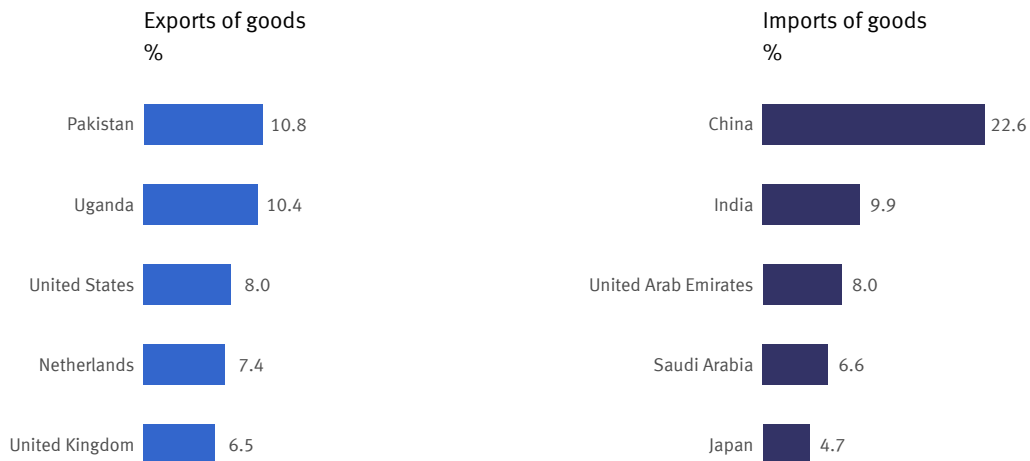 Exports of goods
%
Pakistan 10.8
Uganda 10.4
United States 8.0
Netherlands 7.4
United Kingdom 6.5
Imports of goods
%
China 22.6
India 9.9
United Arab Emirates 8.0
Saudi Arabia 6.6
Japan 4.7